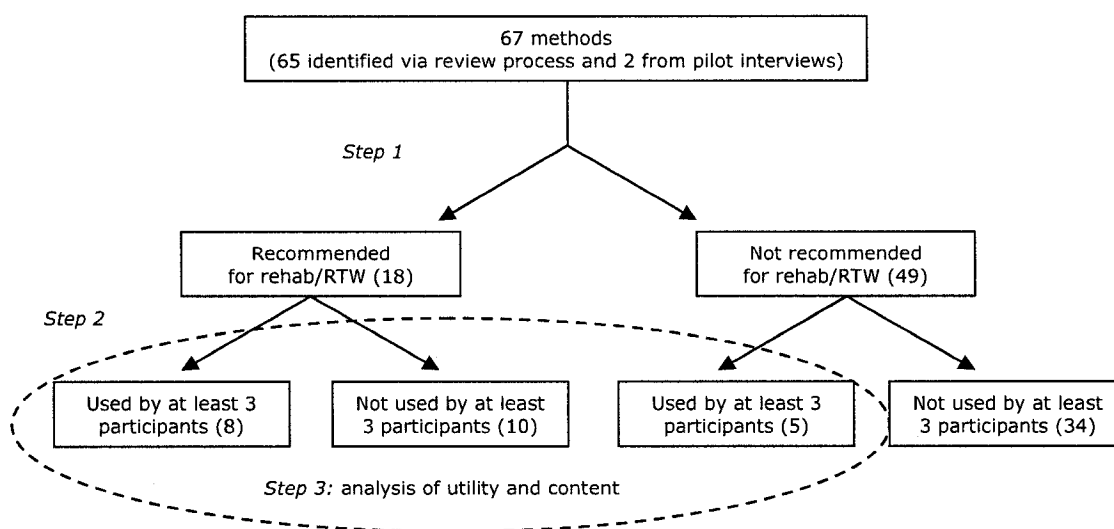 67 methods
(65 identified via review process and 2 from pilot interviews)
Step 1
Recommended
for rehab/RTW (18)
Not recommended
for rehab/RTW (49)
Step 2
Used by at least 3
participants (8)
Not used by at least
3 participants (10)
Used by at least 3
participants (5)
Not used by at least
3 participants (34)
Step 3: analysis of utility and content